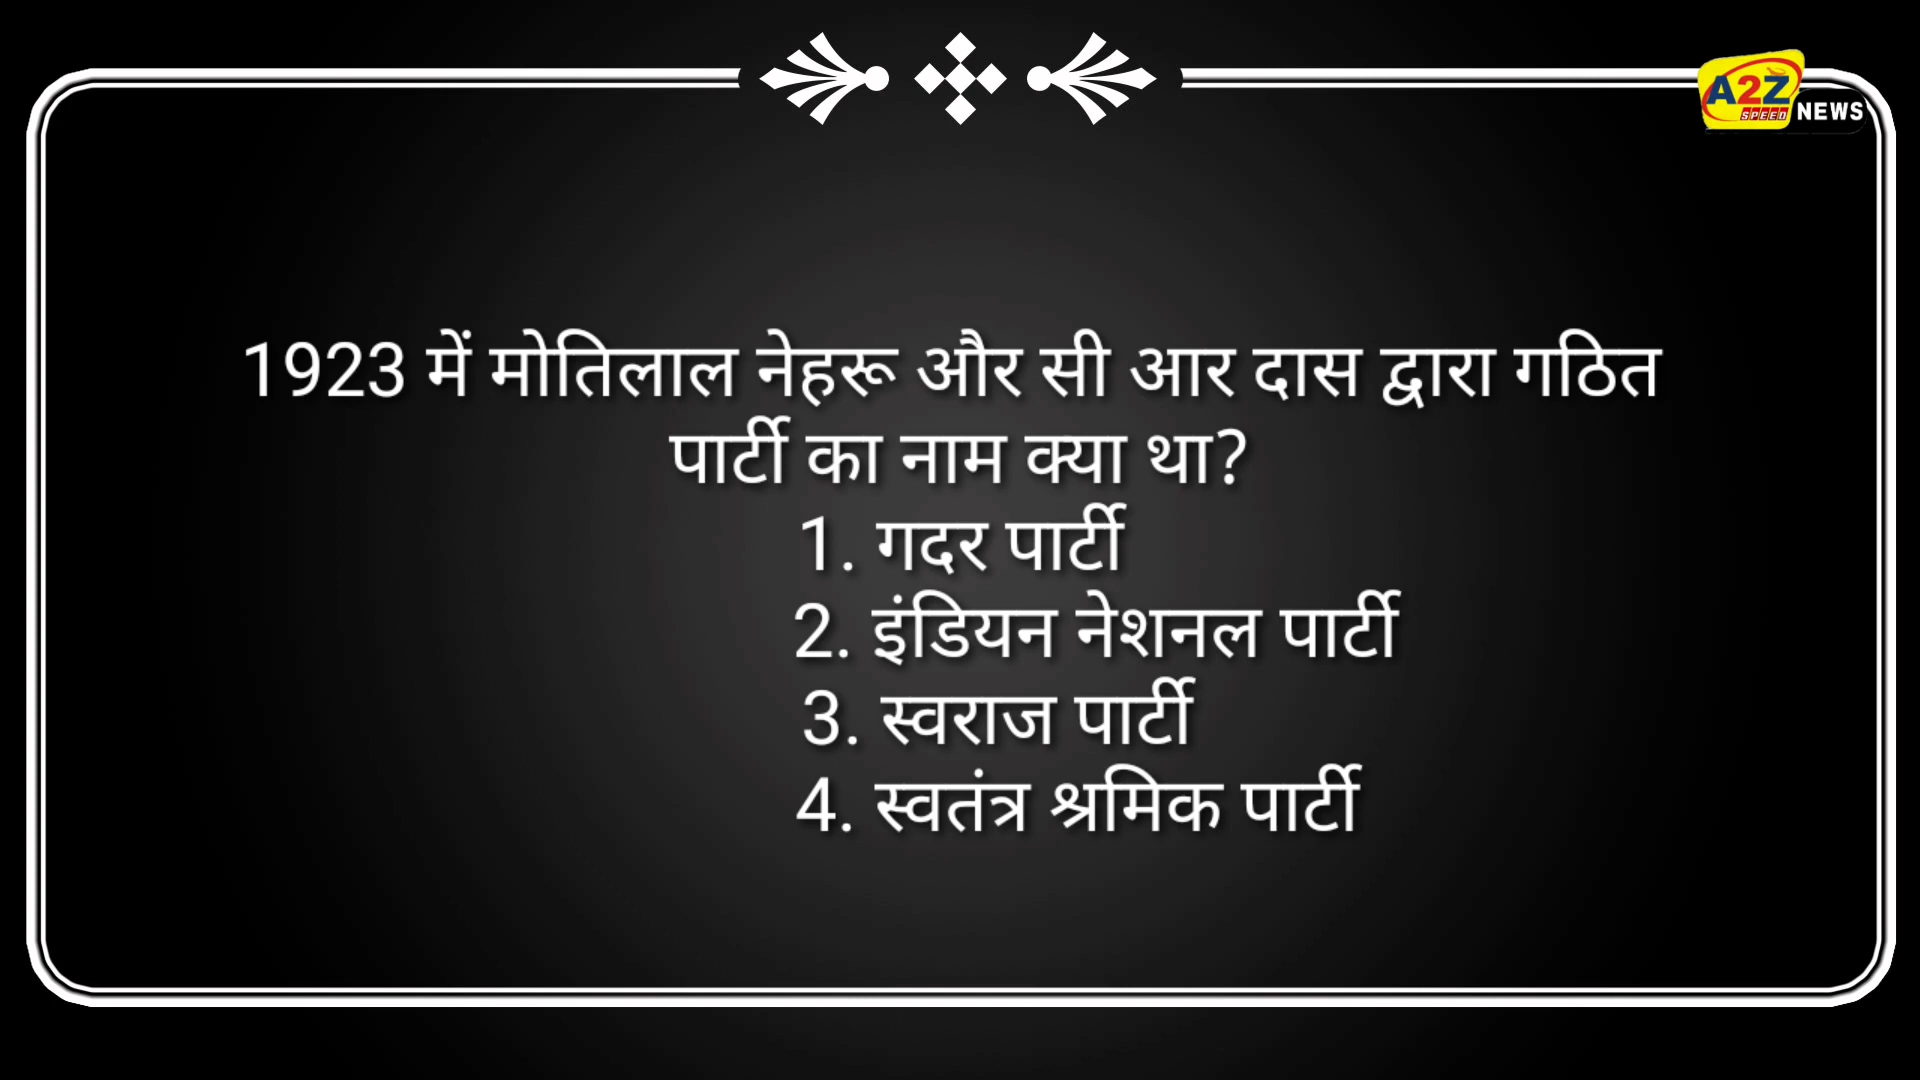 A2Z
SPEED
NEWS
1923 में मोतिलाल नेहरू और सी आर दास द्वारा गठित
पार्टी का नाम क्या था?
1. गदर पार्टी
2. इंडियन नेशनल पार्टी
3. स्वराज पार्टी
4. स्वतंत्र श्रमिक पार्टी